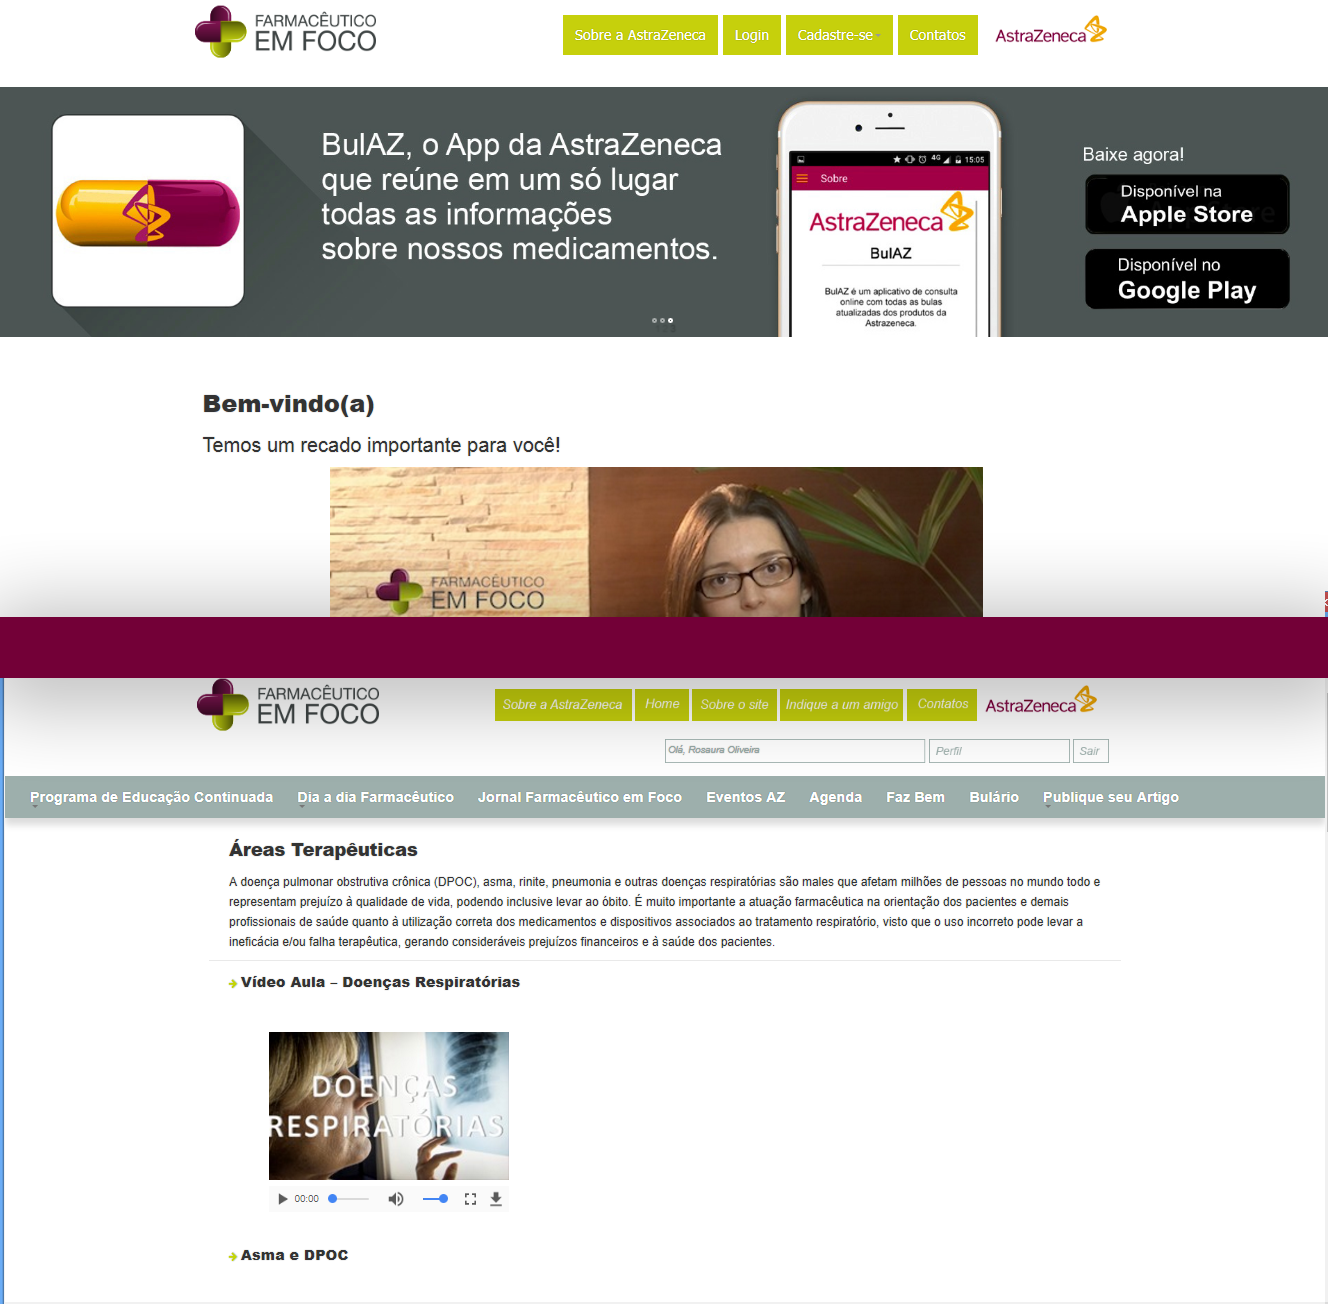 FARMACÊUTICO
EM FOCO
Sobre a AstraZeneca
Login
Cadastre-se
Contatos
AstraZeneca
BulAZ, o App da AstraZeneca
que reúne em um só lugar
todas as informações
sobre nossos medicamentos.
4G 15:05
Sobre
AstraZeneca
BulAZ
BulAZ é um aplicativo de consulta
online com todas as bulas
atualizadas dos produtos da
Astrazeneca.
Baixe agora!
Disponível na
Apple Store
Disponível no
Google Play
Bem-vindo(a)
Temos um recado importante para você!
FARMACÊUTICO
EM FOCO
FARMACÊUTICO
EM FOCO
Sobre a AstraZeneca
Home
Sobre o site
Indique a um amigo
Contatos
AstraZeneca
Olá, Rosaura Oliveira
Perfil
Sair
Programa de Educação Continuada
Dia a dia Farmacêutico
Jornal Farmacêutico em Foco
Eventos AZ
Agenda
Faz Bem
Bulário
Publique seu Artigo
Áreas Terapêuticas
A doença pulmonar obstrutiva crônica (DPOC), asma, rinite, pneumonia e outras doenças respiratórias são males que afetam milhões de pessoas no mundo todo e
representam prejuízo à qualidade de vida, podendo inclusive levar ao óbito. É muito importante a atuação farmacêutica na orientação dos pacientes e demais
profissionais de saúde quanto à utilização correta dos medicamentos e dispositivos associados ao tratamento respiratório, visto que o uso incorreto pode levar a
ineficácia e/ou falha terapêutica, gerando consideráveis prejuízos financeiros e à saúde dos pacientes.
Vídeo Aula – Doenças Respiratórias
DOENÇAS
RESPIRATÓRIAS
00:00
Asma e DPOC